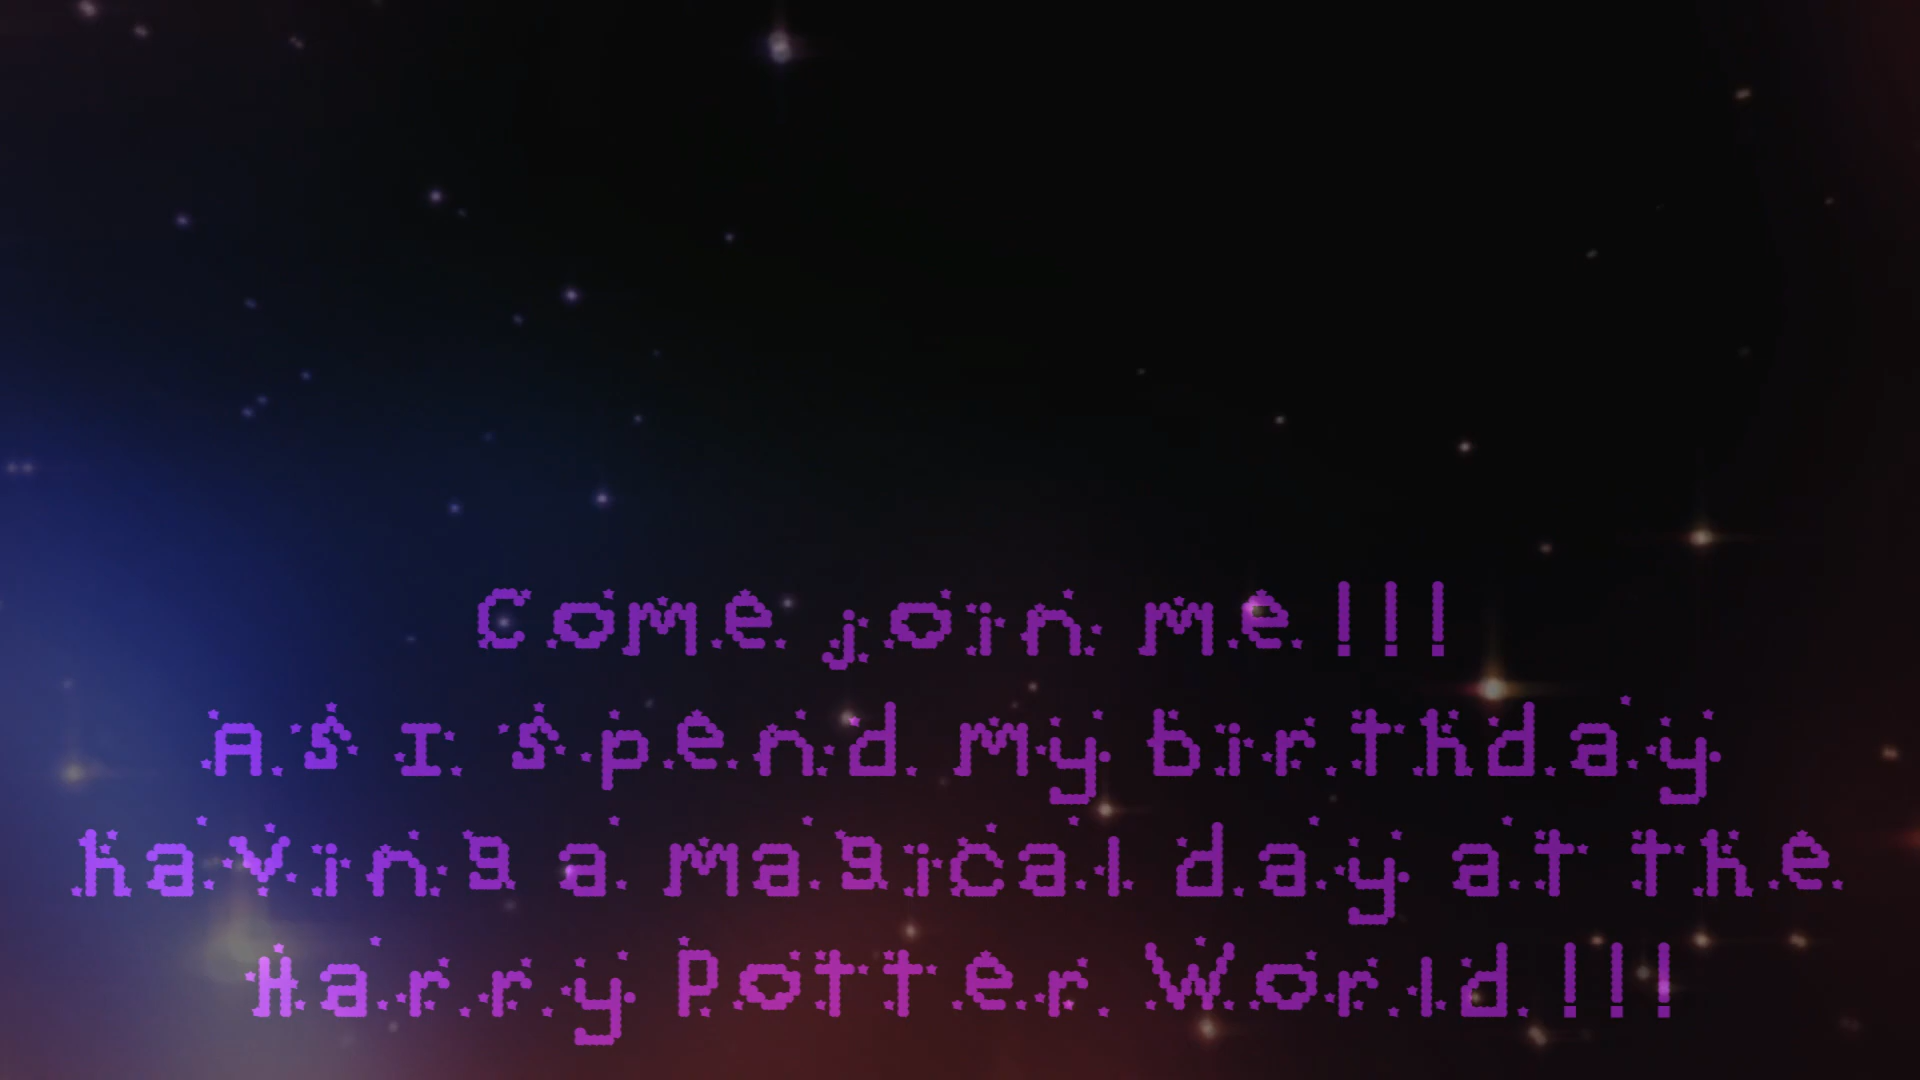 Come join me!!!
As I spend my birthday
having a magical day at the
Harry Potter World!!!